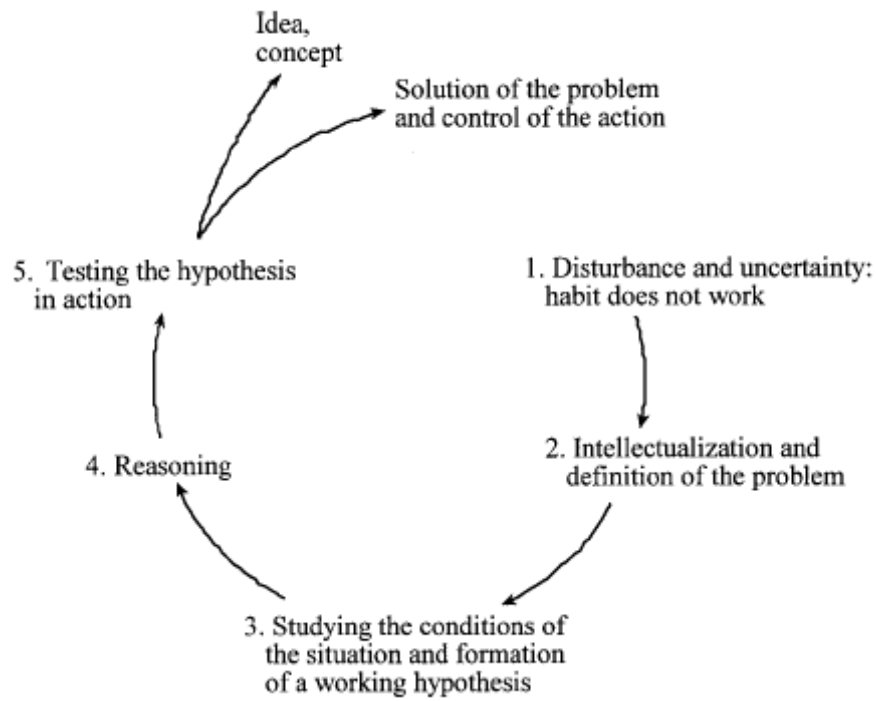 Idea,
concept
Solution of the problem
and control of the action
5. Testing the hypothesis
in action
1. Disturbance and uncertainty:
habit does not work
2. Intellectualization and
definition of the problem
4. Reasoning
3. Studying the conditions of
the situation and formation
of a working hypothesis